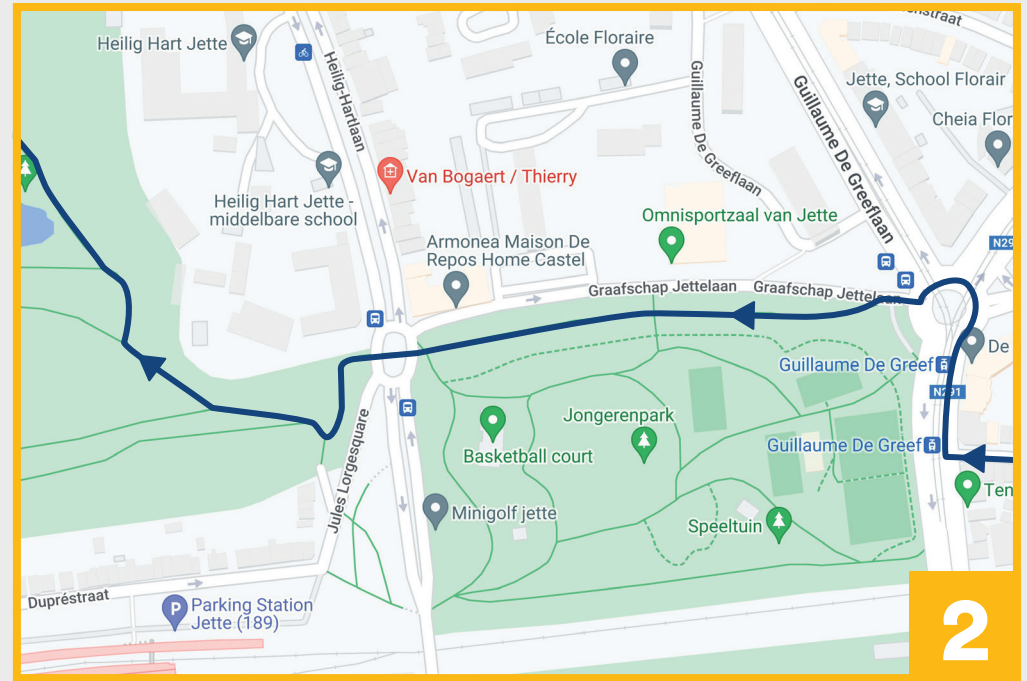 Heilig Hart Jette
Heilig-Hartlaan
École Floraire
Guillaume De Greeflaan
Guillaume De Greeflaan
Jette, School Florair
Cheia Flor
Van Bogaert / Thierry
Heilig Hart Jette -
middelbare school
Omnisportzaal van Jette
N29
Armonea Maison De
Repos Home Castel
Graafschap Jettelaan
Graafschap Jettelaan
De
Guillaume De Greef
N291
Jongerenpark
Basketball court
Guillaume De Greef
Jules Lorgesquare
Ten
Minigolf jette
Speeltuin
Dupréstraat
P
Parking Station
Jette (189)
2